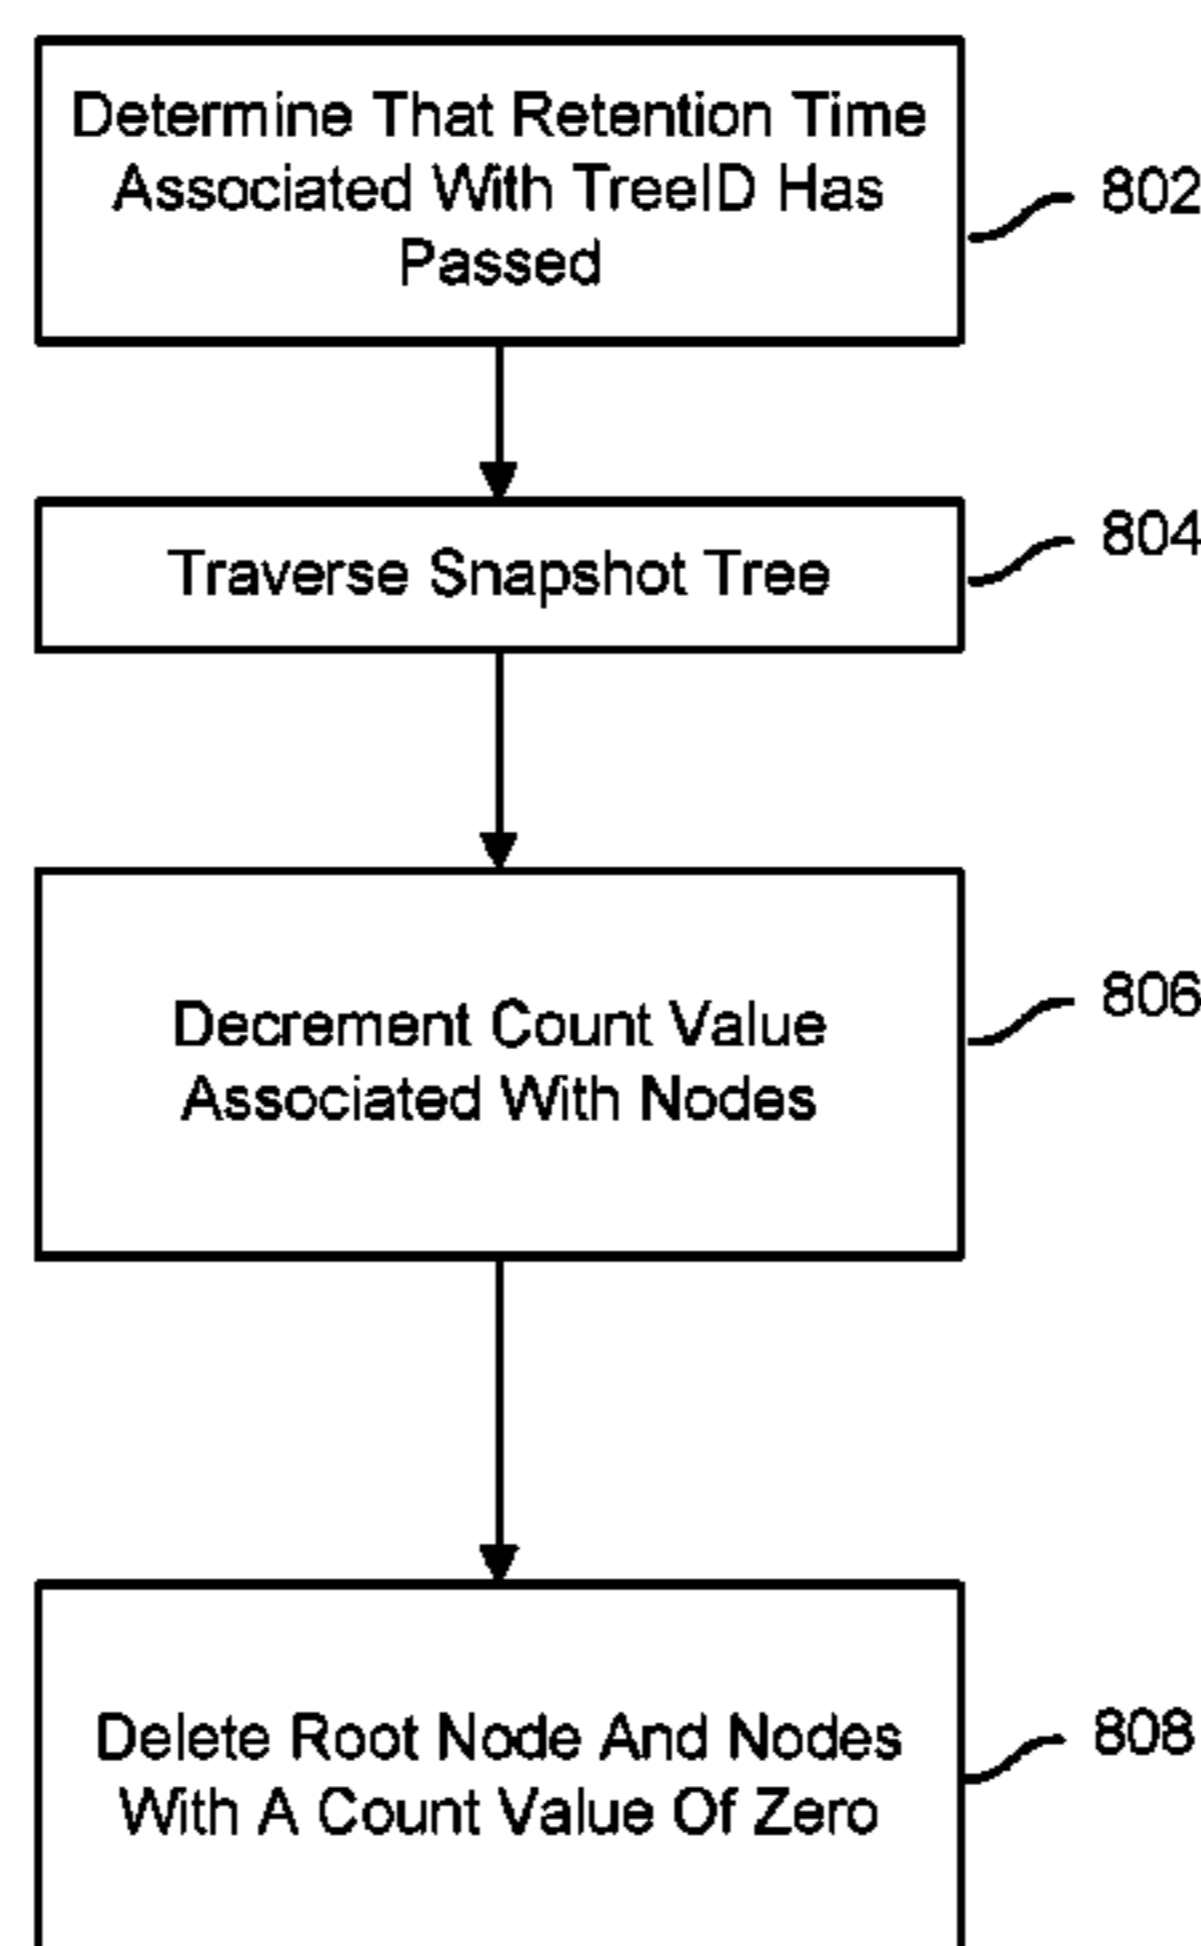 Determine That Retention Time
Associated With TreeID Has
Passed
802
Traverse Snapshot Tree
804
Decrement Count Value
Associated With Nodes
806
Delete Root Node And Nodes
With A Count Value Of Zero
808